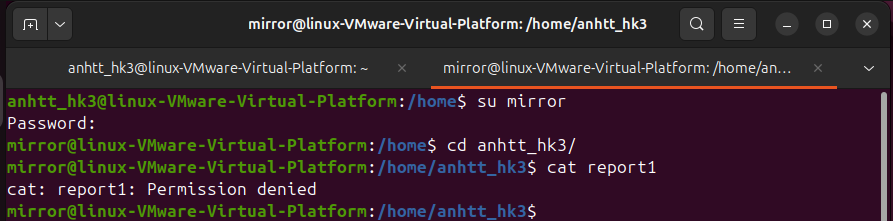 mirror@linux-VMware-Virtual-Platform: /home/anhtt_hk3
anhtt_hk3@linux-VMware-Virtual-Platform: ~
mirror@linux-VMware-Virtual-Platform: /home/an...
anhtt_hk3@linux-VMware-Virtual-Platform:/home$ su mirror
Password:
mirror@linux-VMware-Virtual-Platform:/home$ cd anhtt_hk3/
mirror@linux-VMware-Virtual-Platform:/home/anhtt_hk3$ cat report1
cat: report1: Permission denied
mirror@linux-VMware-Virtual-Platform:/home/anhtt_hk3$